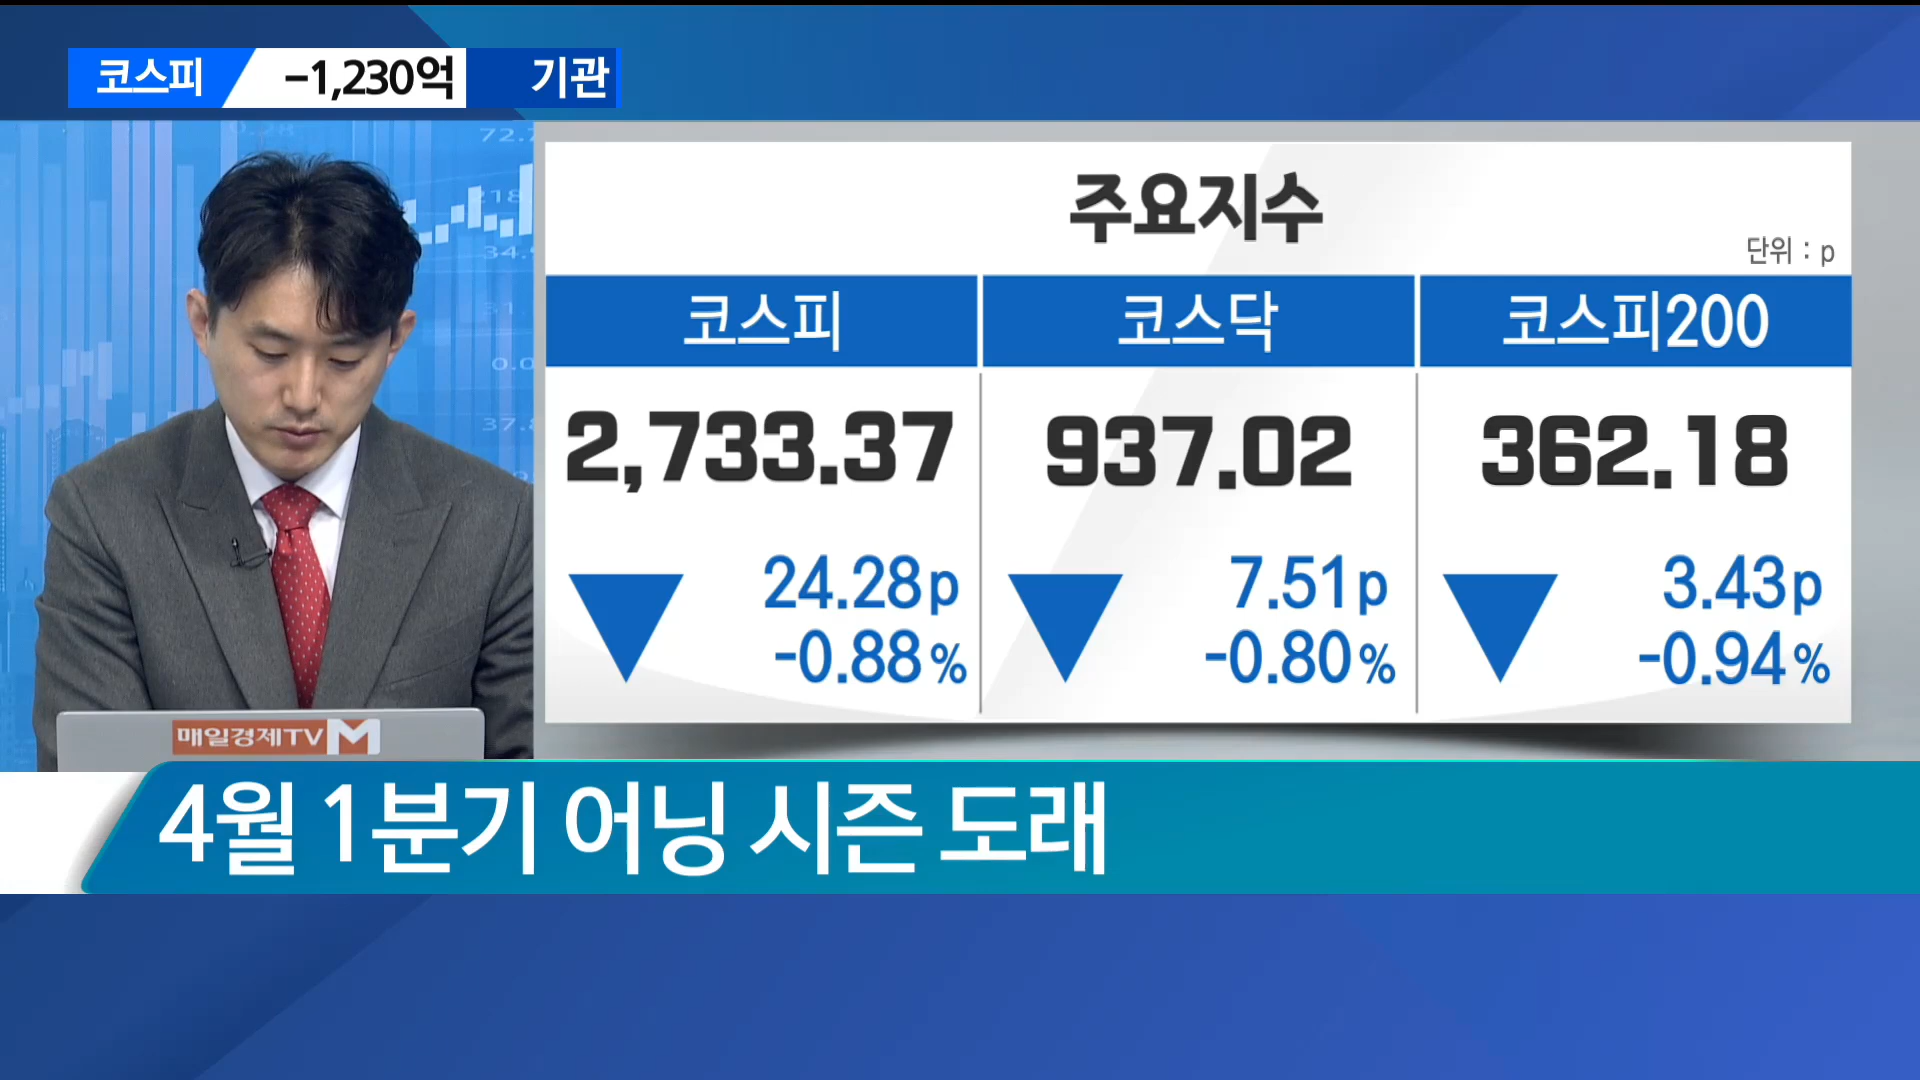 코스피 -1,230억 기관
주요지수
단위 : p
코스피 코스닥 코스피200
2,733.37 937.02 362.18
▼ 24.28p ▼ 7.51p ▼ 3.43p
-0.88% -0.80% -0.94%
매일경제TV M
4월 1분기 어닝 시즌 도래